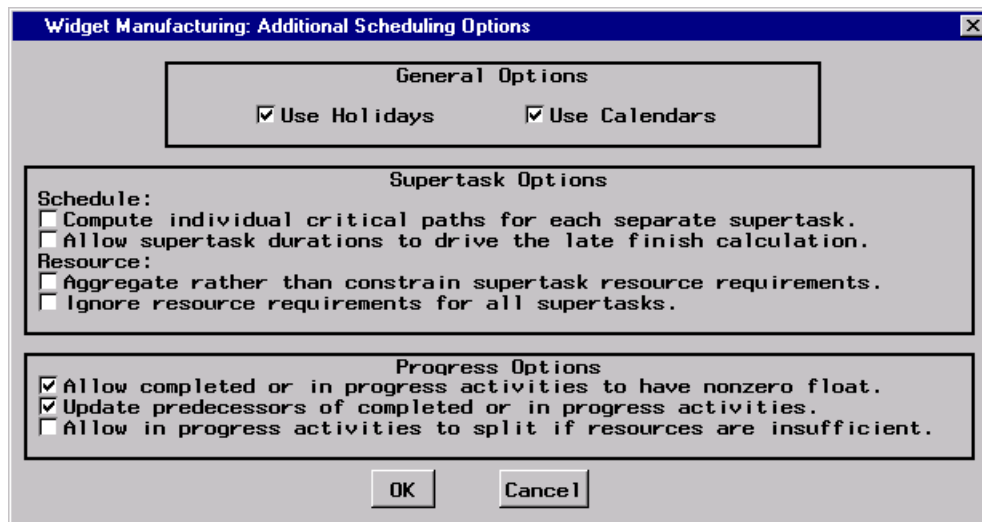 Widget Manufacturing: Additional Scheduling Options
General Options
Use Holidays Use Calendars
Supertask Options
Schedule:
Compute individual critical paths for each separate supertask.
Allow supertask durations to drive the late finish calculation.
Resource:
Aggregate rather than constrain supertask resource requirements.
Ignore resource requirements for all supertasks.
Progress Options
Allow completed or in progress activities to have nonzero float.
Update predecessors of completed or in progress activities.
Allow in progress activities to split if resources are insufficient.
OK Cancel